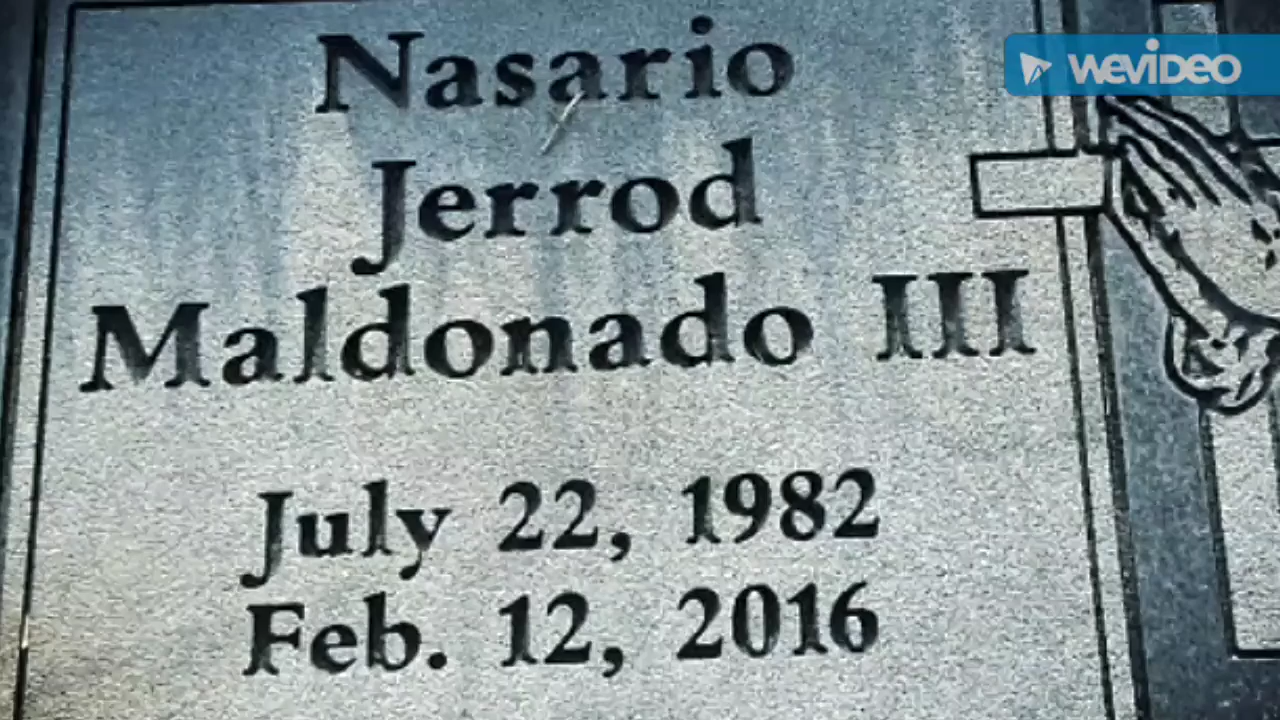 WEVIDEO
Nasario
Jerrod
Maldonado III
July 22, 1982
Feb. 12, 2016